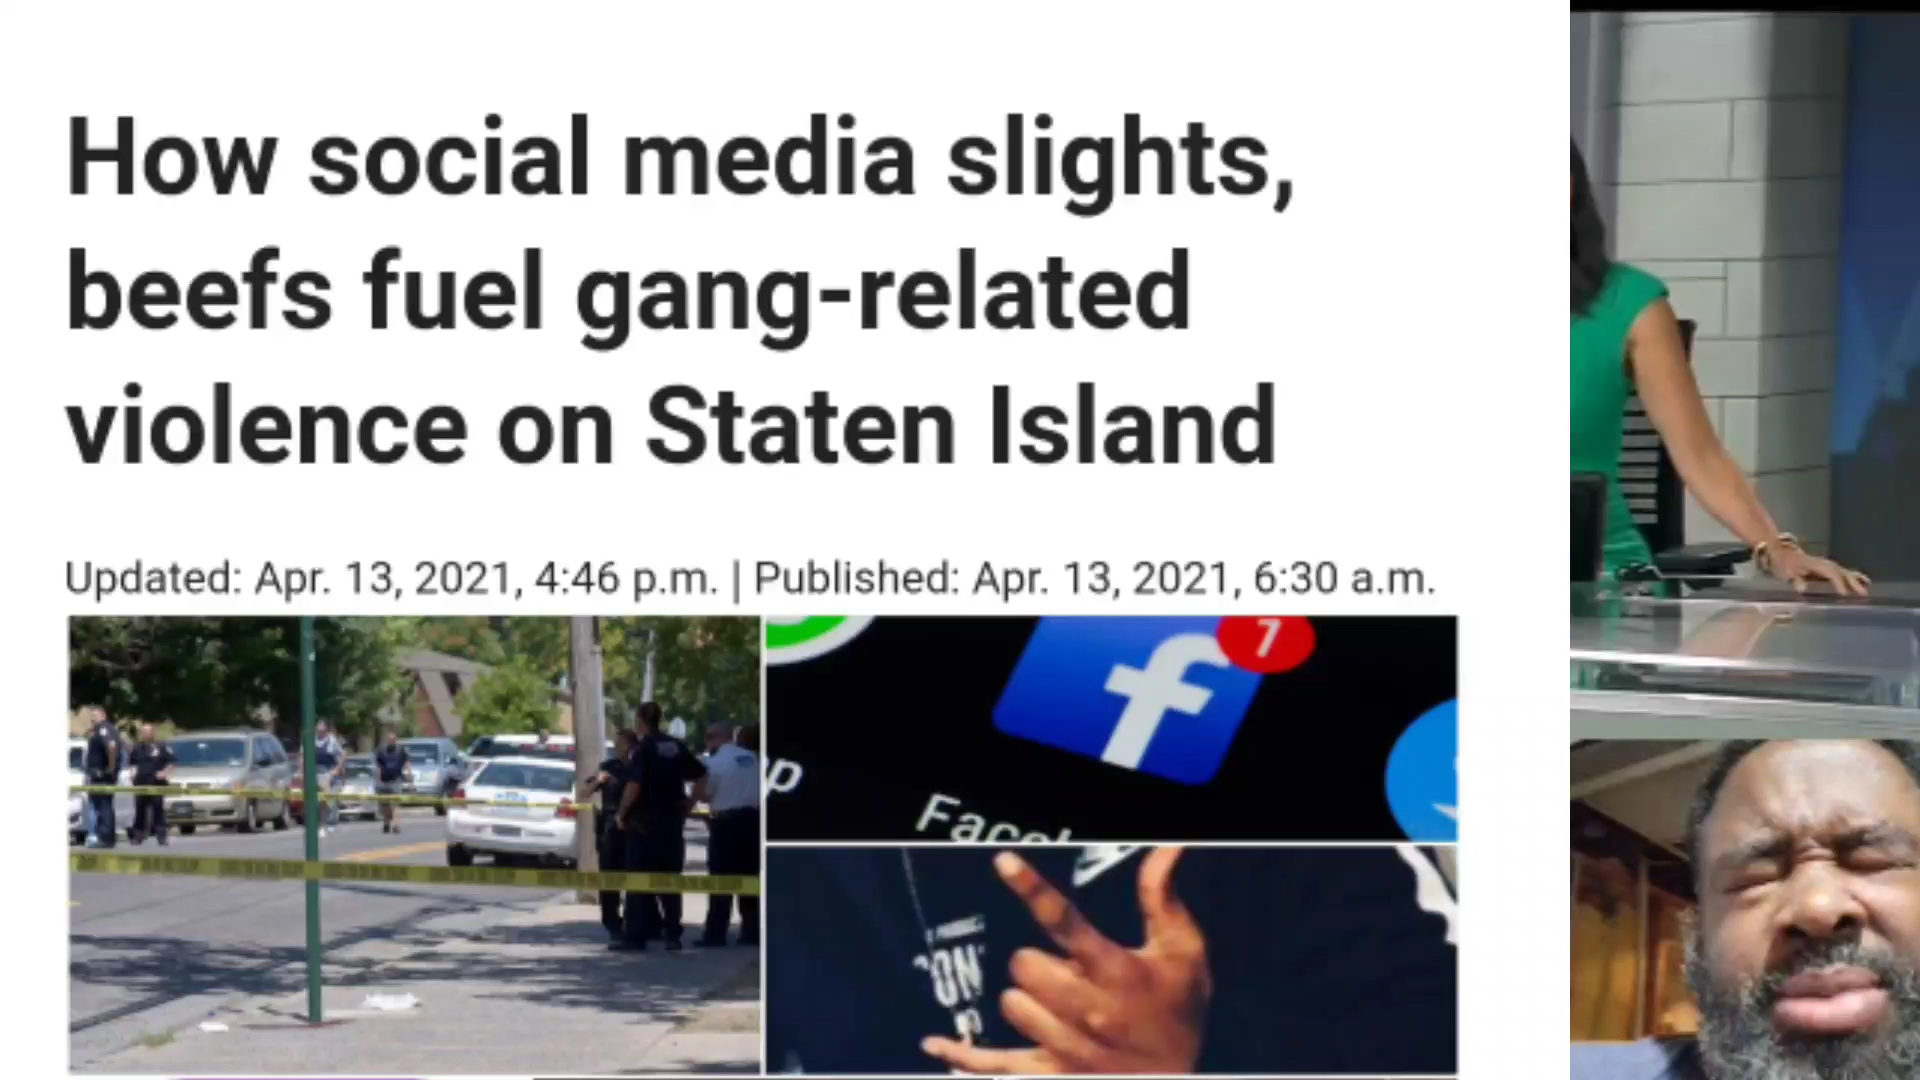 How social media slights,
beefs fuel gang-related
violence on Staten Island
Updated: Apr. 13, 2021, 4:46 p.m. | Published: Apr. 13, 2021, 6:30 a.m.
7
f
p
Faceb